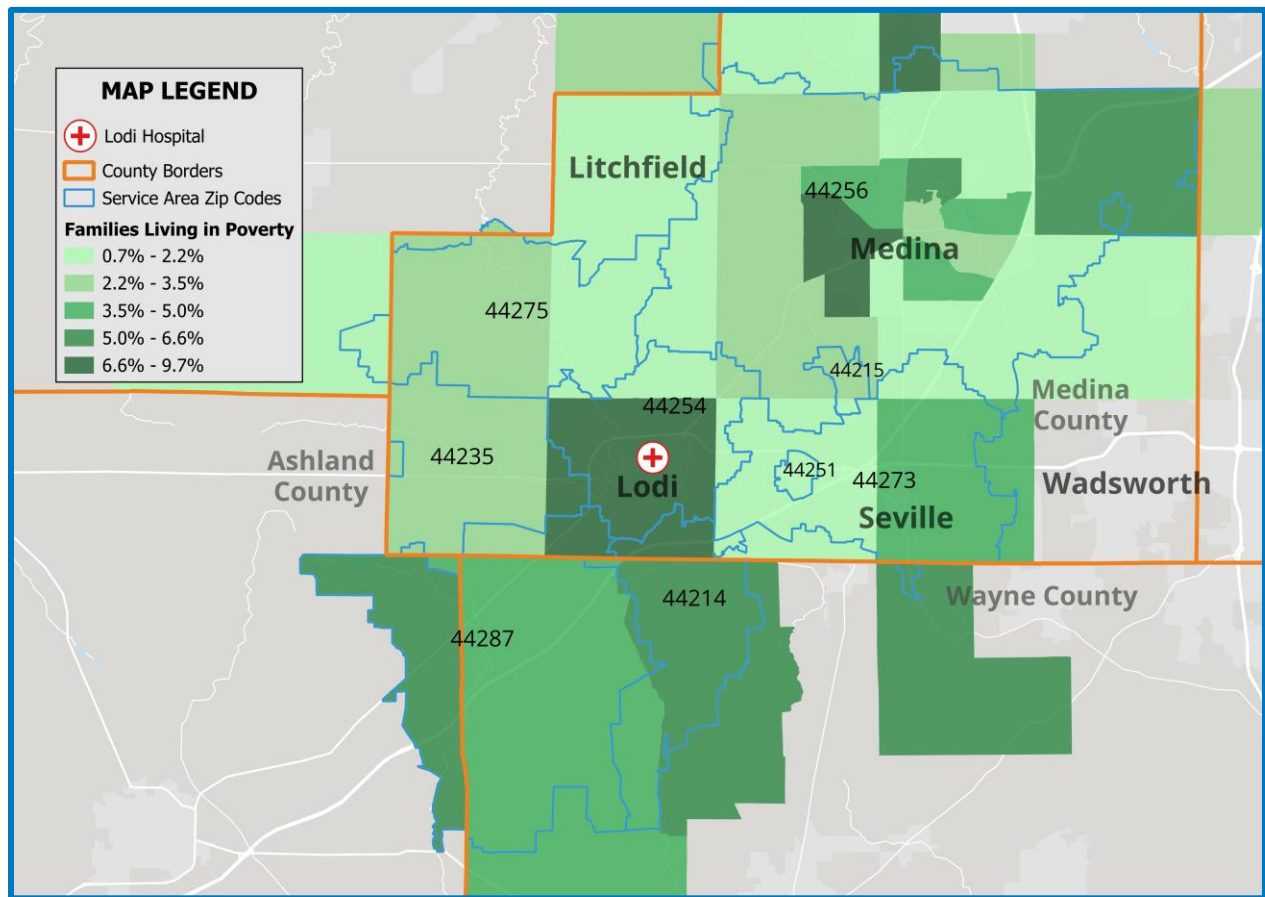 MAP LEGEND
Lodi Hospital
County Borders
Service Area Zip Codes
Families Living in Poverty
0.7% - 2.2%
2.2% - 3.5%
3.5% - 5.0%
5.0% - 6.6%
6.6% - 9.7%
Litchfield
44256
Medina
44275
44215
Medina
County
44254
44235
Ashland
County
Lodi
44251
44273
Seville
Wadsworth
44214
Wayne County
44287